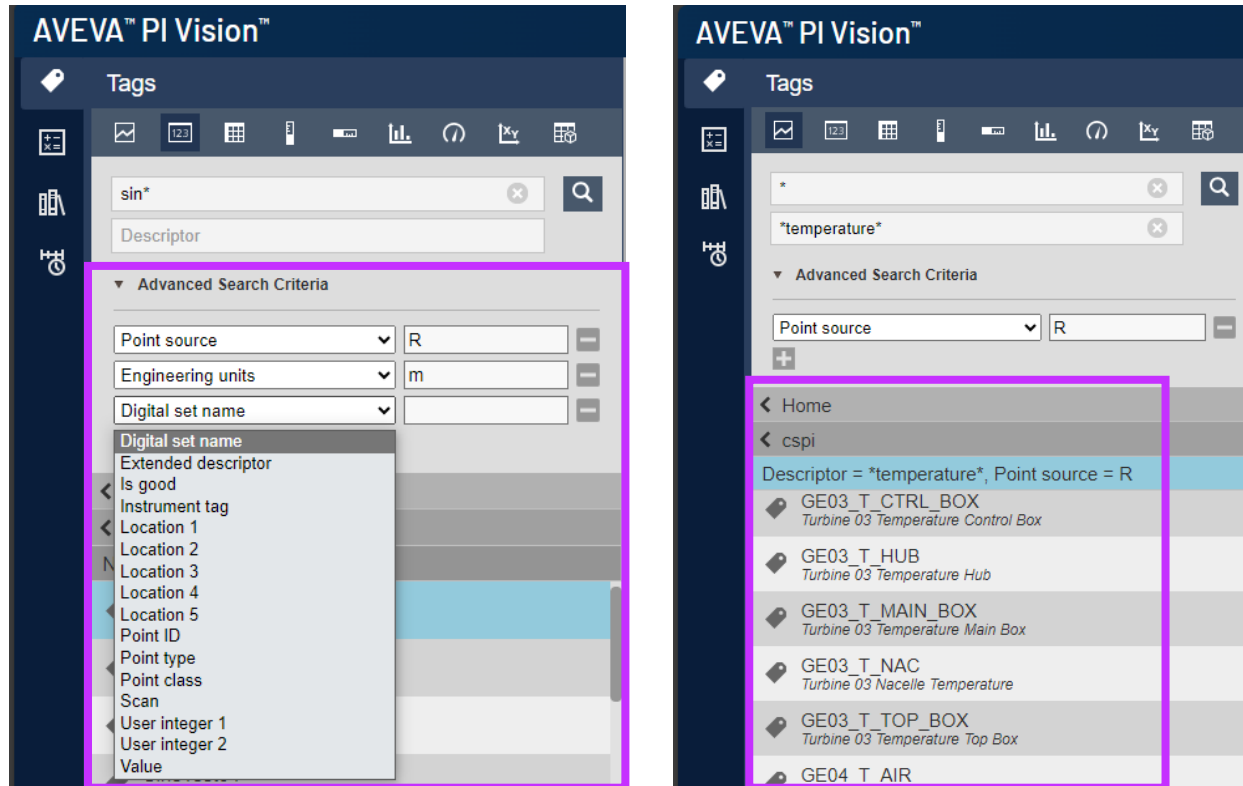 AVEVA™ PI Vision™
Tags
123
sin*
Descriptor
Advanced Search Criteria
Point source R
Engineering units m
Digital set name
Digital set name
Extended descriptor
Is good
Instrument tag
Location 1
Location 2
Location 3
Location 4
Location 5
Point ID
Point type
Point class
Scan
User integer 1
User integer 2
Value
AVEVA™ PI Vision™
Tags
123
*
*temperature*
Advanced Search Criteria
Point source R
Home
cspi
Descriptor = *temperature*, Point source = R
GE03_T_CTRL_BOX
Turbine 03 Temperature Control Box
GE03_T_HUB
Turbine 03 Temperature Hub
GE03_T_MAIN_BOX
Turbine 03 Temperature Main Box
GE03_T_NAC
Turbine 03 Nacelle Temperature
GE03_T_TOP_BOX
Turbine 03 Temperature Top Box
GE04_T_AIR